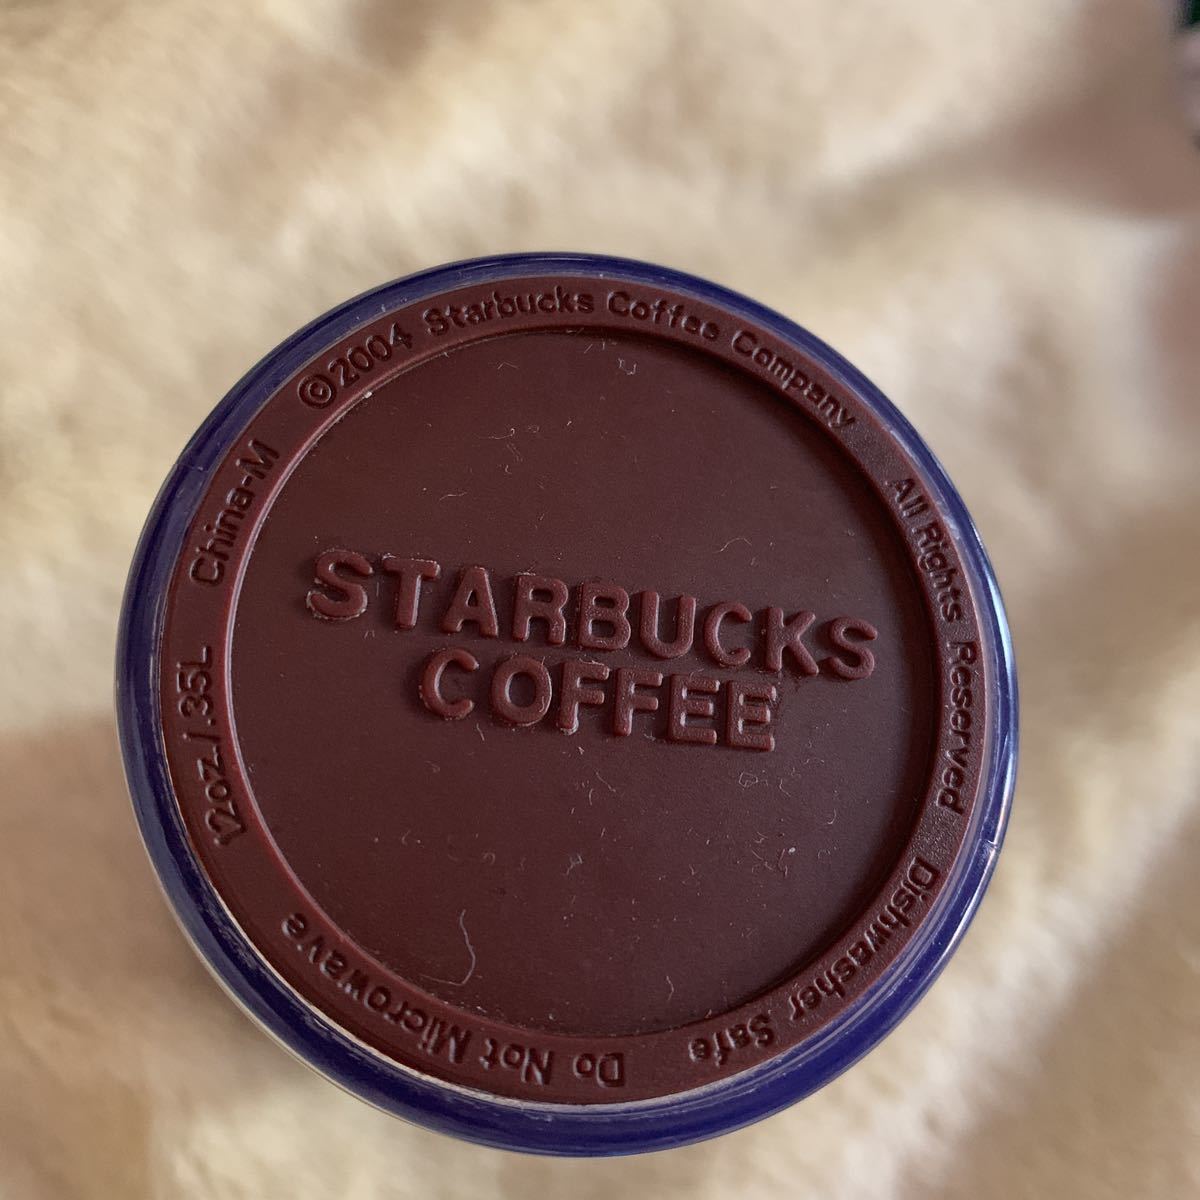 STARBUCKS
COFFEE
©2004 Starbucks Coffee Company
All Rights Reserved
Dishwasher Safe
Do Not Microwave
12oz/.35L
China-M